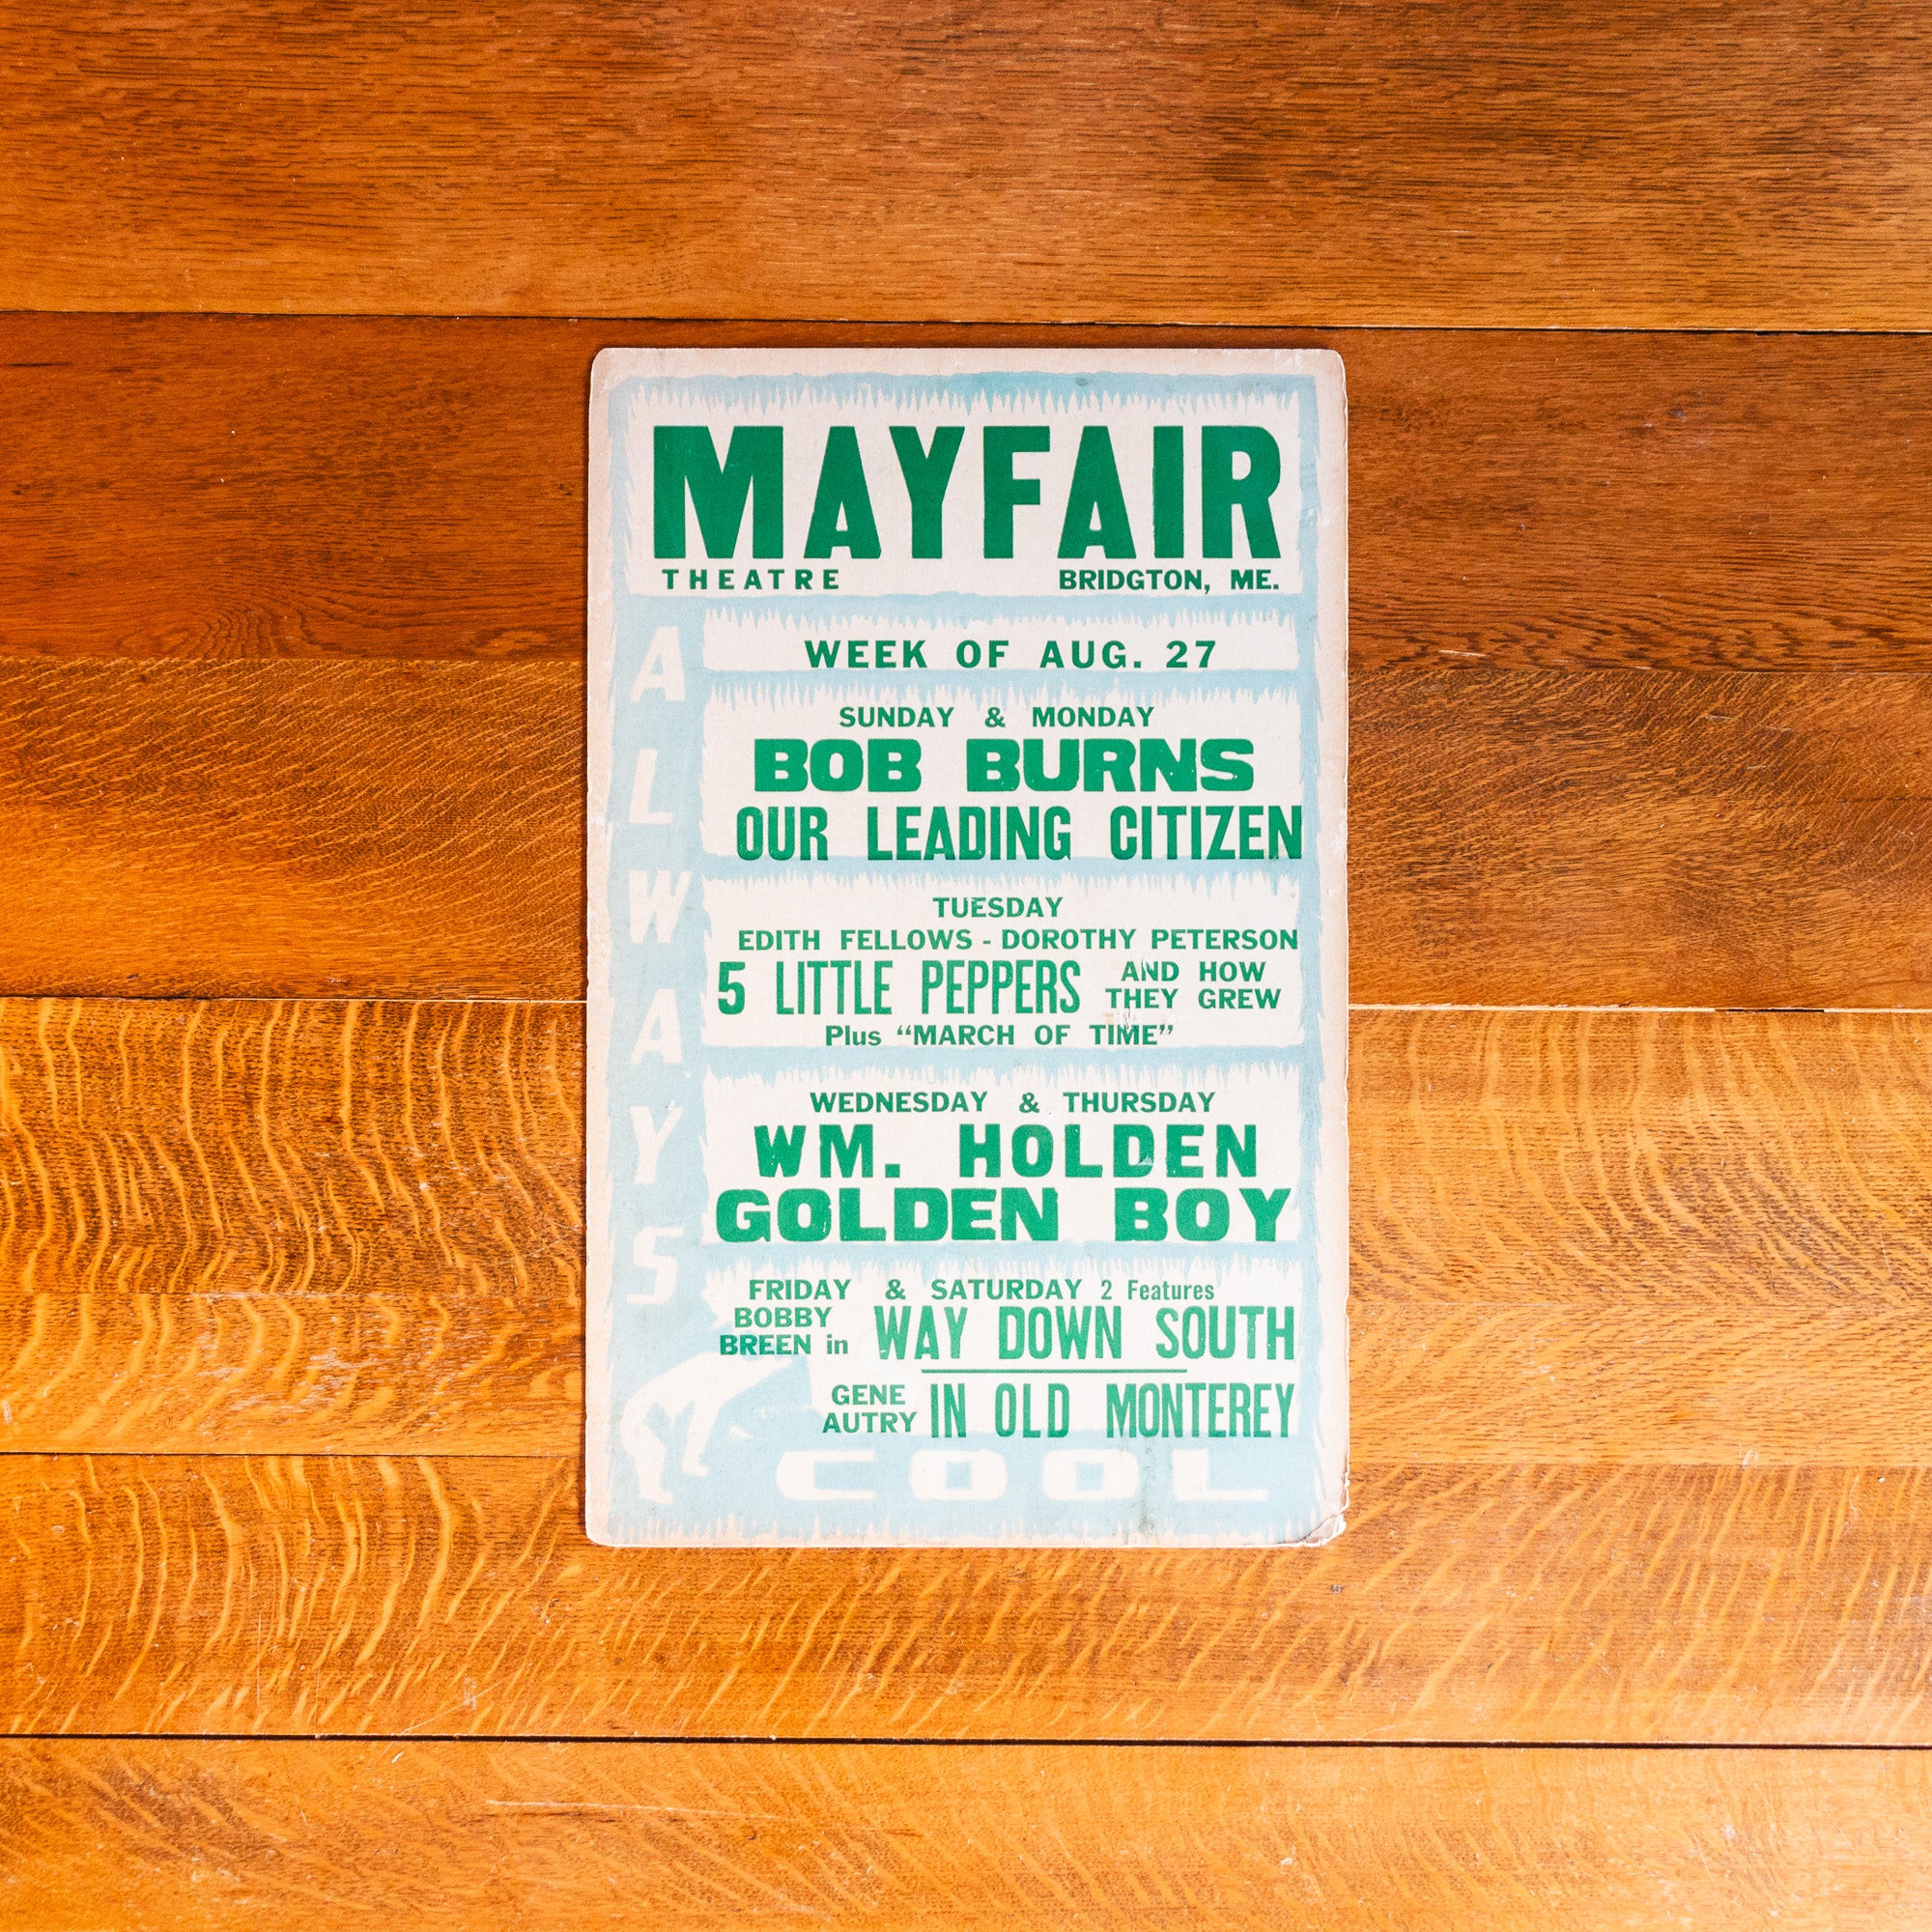 MAYFAIR
THEATRE BRIDGTON, ME.
WEEK OF AUG. 27
SUNDAY & MONDAY
BOB BURNS
OUR LEADING CITIZEN
TUESDAY
EDITH FELLOWS - DOROTHY PETERSON
5 LITTLE PEPPERS AND HOW THEY GREW
Plus "MARCH OF TIME"
WEDNESDAY & THURSDAY
WM. HOLDEN
GOLDEN BOY
FRIDAY & SATURDAY 2 Features
BOBBY BREEN in WAY DOWN SOUTH
GENE AUTRY IN OLD MONTEREY
ALWAYS
COOL